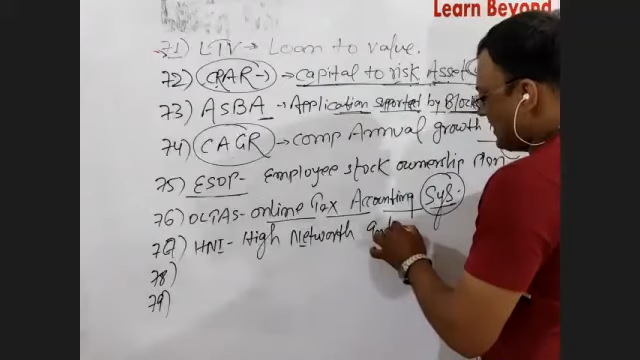 Learn Beyond
71) LTV → Loan to value.
72) CRAR → capital to risk Asset
73) ASBA - Application supported by Block
74) CAGR → comp Annual growth
75) ESOP - Employee stock ownership Plan
76) OLTAS - online Tax Accounting Sys.
77) HNI - High Networth
78)
79)